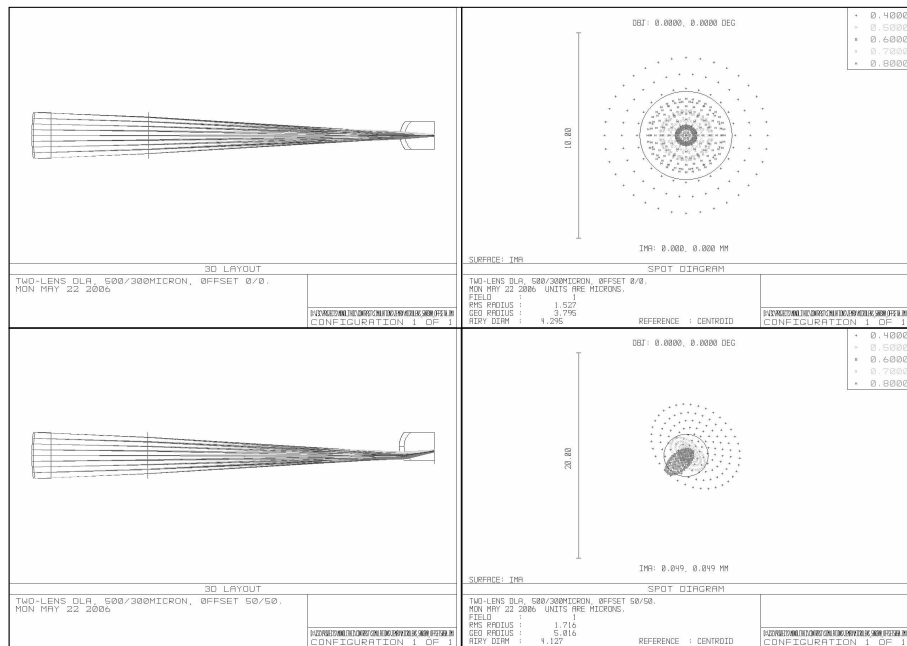 3D LAYOUT
TWO-LENS DLA, 500/300MICRON, OFFSET 0/0.
MON MAY 22 2006
CONFIGURATION 1 OF 1
OBJ: 0.0000, 0.0000 DEG
0.4000
0.5000
0.6000
0.7000
0.8000
10.00
IMA: 0.000, 0.000 MM
SURFACE: IMA
SPOT DIAGRAM
TWO-LENS DLA, 500/300MICRON, OFFSET 0/0.
MON MAY 22 2006 UNITS ARE MICRONS.
FIELD : 1
RMS RADIUS : 1.527
GEO RADIUS : 3.795
AIRY DIAM : 4.295 REFERENCE : CENTROID
CONFIGURATION 1 OF 1
3D LAYOUT
TWO-LENS DLA, 500/300MICRON, OFFSET 50/50.
MON MAY 22 2006
CONFIGURATION 1 OF 1
OBJ: 0.0000, 0.0000 DEG
0.4000
0.5000
0.6000
0.7000
0.8000
20.00
IMA: 0.049, 0.049 MM
SURFACE: IMA
SPOT DIAGRAM
TWO-LENS DLA, 500/300MICRON, OFFSET 50/50.
MON MAY 22 2006 UNITS ARE MICRONS.
FIELD : 1
RMS RADIUS : 1.716
GEO RADIUS : 5.016
AIRY DIAM : 4.127 REFERENCE : CENTROID
CONFIGURATION 1 OF 1